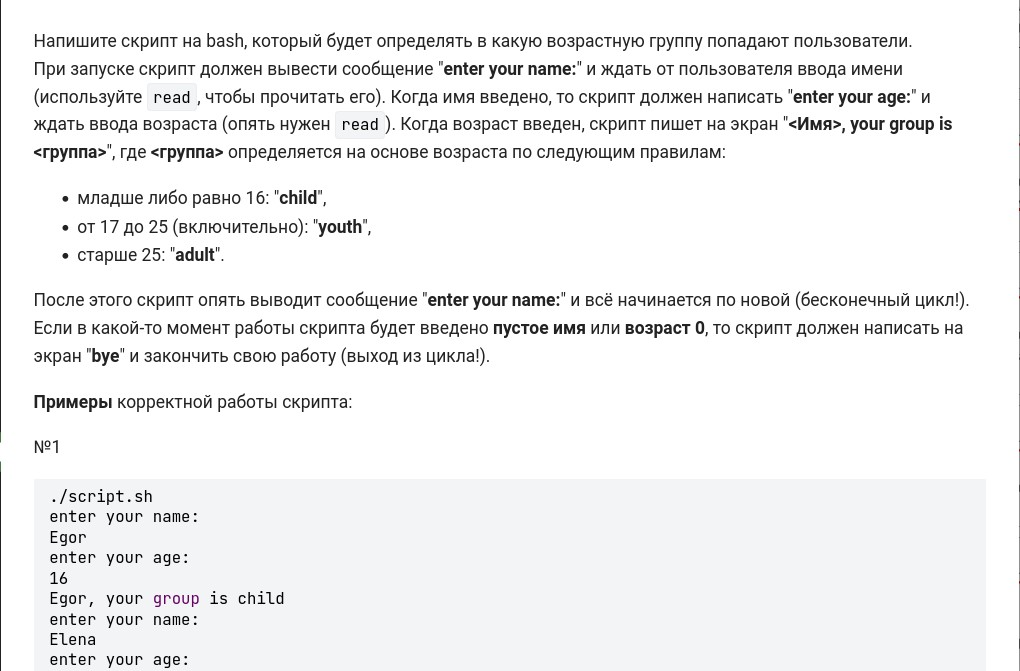 Напишите скрипт на bash, который будет определять в какую возрастную группу попадают пользователи.
При запуске скрипт должен вывести сообщение "enter your name:" и ждать от пользователя ввода имени
(используйте read , чтобы прочитать его). Когда имя введено, то скрипт должен написать "enter your age:" и
ждать ввода возраста (опять нужен read ). Когда возраст введен, скрипт пишет на экран "<Имя>, your group is
<группа>", где <группа> определяется на основе возраста по следующим правилам:
• младше либо равно 16: "child",
• от 17 до 25 (включительно): "youth",
• старше 25: "adult".
После этого скрипт опять выводит сообщение "enter your name:" и всё начинается по новой (бесконечный цикл!).
Если в какой-то момент работы скрипта будет введено пустое имя или возраст 0, то скрипт должен написать на
экран "bye" и закончить свою работу (выход из цикла!).
Примеры корректной работы скрипта:
№1
./script.sh
enter your name:
Egor
enter your age:
16
Egor, your group is child
enter your name:
Elena
enter your age: